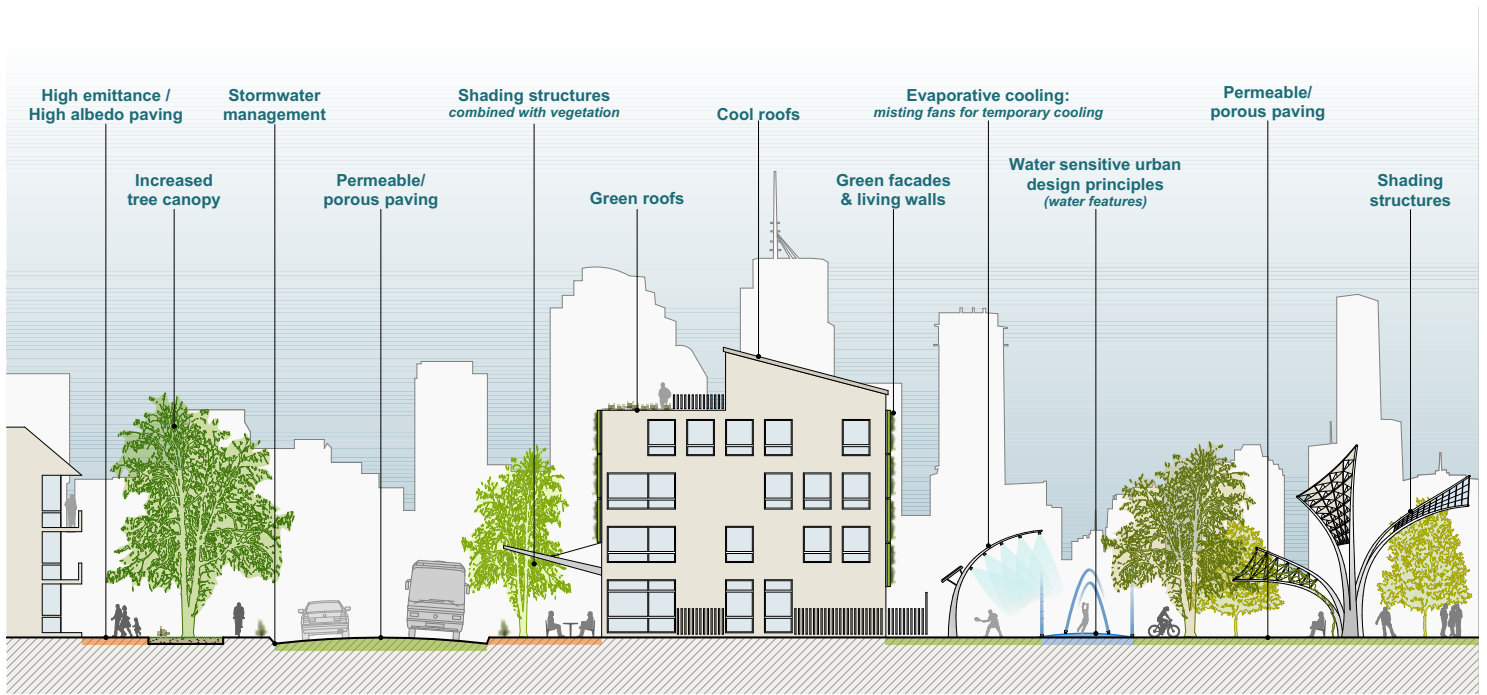 High emittance /
High albedo paving
Stormwater
management
Shading structures
combined with vegetation
Cool roofs
Evaporative cooling:
misting fans for temporary cooling
Permeable/
porous paving
Increased
tree canopy
Permeable/
porous paving
Green roofs
Green facades
& living walls
Water sensitive urban
design principles
(water features)
Shading
structures